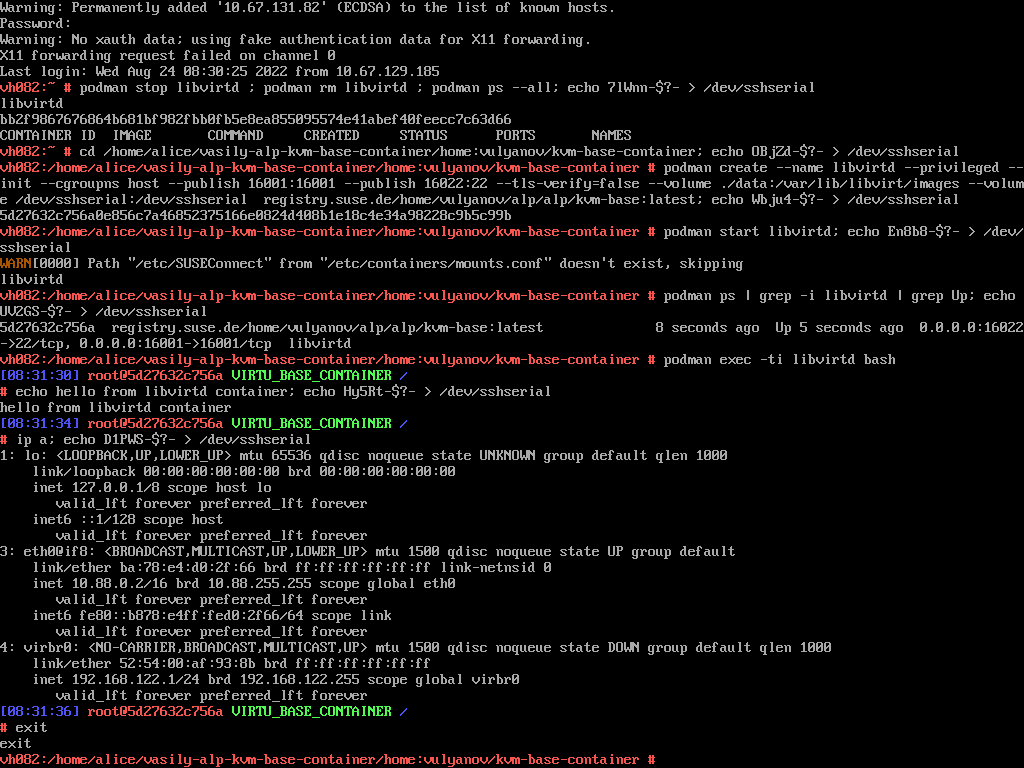 Warning: Permanently added '10.67.131.82' (ECDSA) to the list of known hosts.
Password:
Warning: No xauth data; using fake authentication data for X11 forwarding.
X11 forwarding request failed on channel 0
Last login: Wed Aug 24 08:30:25 2022 from 10.67.129.185
vh082:~ # podman stop libvirtd ; podman rm libvirtd ; podman ps --all; echo 7lWnn-$?- > /dev/sshserial
libvirtd
bb2f9867676864b681bf982fbb0fb5e8ea855095574e41abef40feecc7c63d66
CONTAINER ID  IMAGE       COMMAND     CREATED     STATUS      PORTS       NAMES
vh082:~ # cd /home/alice/vasily-alp-kvm-base-container/home:vulyanov/kvm-base-container; echo OBjZd-$?- > /dev/sshserial
vh082:/home/alice/vasily-alp-kvm-base-container/home:vulyanov/kvm-base-container # podman create --name libvirtd --privileged --
init --cgroupns host --publish 16001:16001 --publish 16022:22 --tls-verify=false --volume ./data:/var/lib/libvirt/images --volum
e /dev/sshserial:/dev/sshserial  registry.suse.de/home/vulyanov/alp/alp/kvm-base:latest; echo Wbju4-$?- > /dev/sshserial
5d27632c756a0e856c7a46852375166e0824d408b1e18c4e34a98228c9b5c99b
vh082:/home/alice/vasily-alp-kvm-base-container/home:vulyanov/kvm-base-container # podman start libvirtd; echo En8b8-$?- > /dev/
sshserial
WARN[0000] Path "/etc/SUSEConnect" from "/etc/containers/mounts.conf" doesn't exist, skipping
libvirtd
vh082:/home/alice/vasily-alp-kvm-base-container/home:vulyanov/kvm-base-container # podman ps | grep -i libvirtd | grep Up; echo
UV2GS-$?- > /dev/sshserial
5d27632c756a  registry.suse.de/home/vulyanov/alp/alp/kvm-base:latest              8 seconds ago  Up 5 seconds ago  0.0.0.0:16022
->22/tcp, 0.0.0.0:16001->16001/tcp  libvirtd
vh082:/home/alice/vasily-alp-kvm-base-container/home:vulyanov/kvm-base-container # podman exec -ti libvirtd bash
[08:31:30] root@5d27632c756a VIRTU_BASE_CONTAINER /
# echo hello from libvirtd container; echo Hy5Rt-$?- > /dev/sshserial
hello from libvirtd container
[08:31:34] root@5d27632c756a VIRTU_BASE_CONTAINER /
# ip a; echo D1PWS-$?- > /dev/sshserial
1: lo: <LOOPBACK,UP,LOWER_UP> mtu 65536 qdisc noqueue state UNKNOWN group default qlen 1000
    link/loopback 00:00:00:00:00:00 brd 00:00:00:00:00:00
    inet 127.0.0.1/8 scope host lo
       valid_lft forever preferred_lft forever
    inet6 ::1/128 scope host
       valid_lft forever preferred_lft forever
3: eth0@if8: <BROADCAST,MULTICAST,UP,LOWER_UP> mtu 1500 qdisc noqueue state UP group default
    link/ether ba:78:e4:d0:2f:66 brd ff:ff:ff:ff:ff:ff link-netnsid 0
    inet 10.88.0.2/16 brd 10.88.255.255 scope global eth0
       valid_lft forever preferred_lft forever
    inet6 fe80::b878:e4ff:fed0:2f66/64 scope link
       valid_lft forever preferred_lft forever
4: virbr0: <NO-CARRIER,BROADCAST,MULTICAST,UP> mtu 1500 qdisc noqueue state DOWN group default qlen 1000
    link/ether 52:54:00:af:93:8b brd ff:ff:ff:ff:ff:ff
    inet 192.168.122.1/24 brd 192.168.122.255 scope global virbr0
       valid_lft forever preferred_lft forever
[08:31:36] root@5d27632c756a VIRTU_BASE_CONTAINER /
# exit
exit
vh082:/home/alice/vasily-alp-kvm-base-container/home:vulyanov/kvm-base-container #